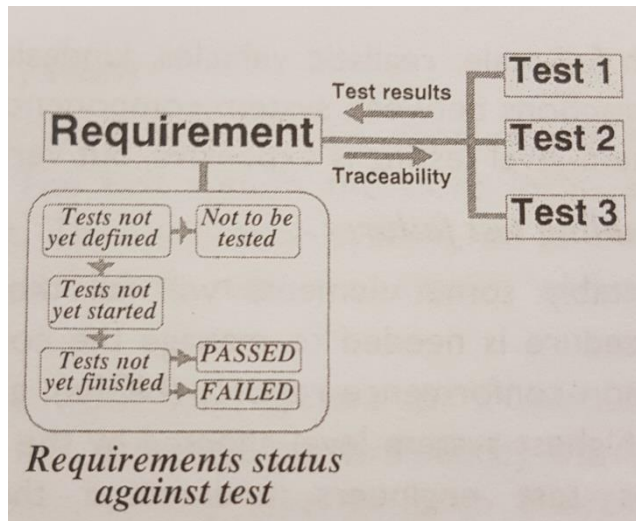 Test 1
Test results
Requirement
Test 2
Traceability
Test 3
Tests not
yet defined
Not to be
tested
Tests not
yet started
Tests not
yet finished
PASSED
FAILED
Requirements status
against test